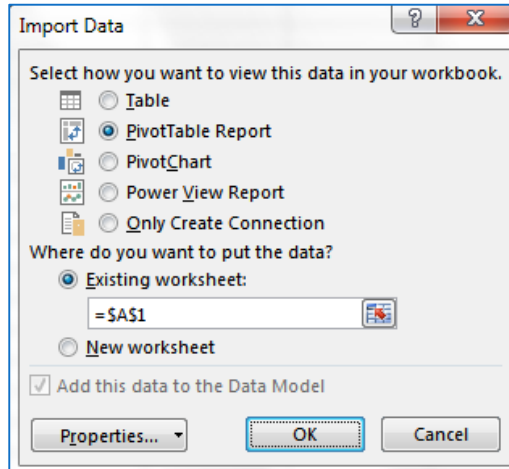 Import Data
?
Select how you want to view this data in your workbook.
Table
PivotTable Report
PivotChart
Power View Report
Only Create Connection
Where do you want to put the data?
Existing worksheet:
=$A$1
New worksheet
Add this data to the Data Model
Properties... OK Cancel